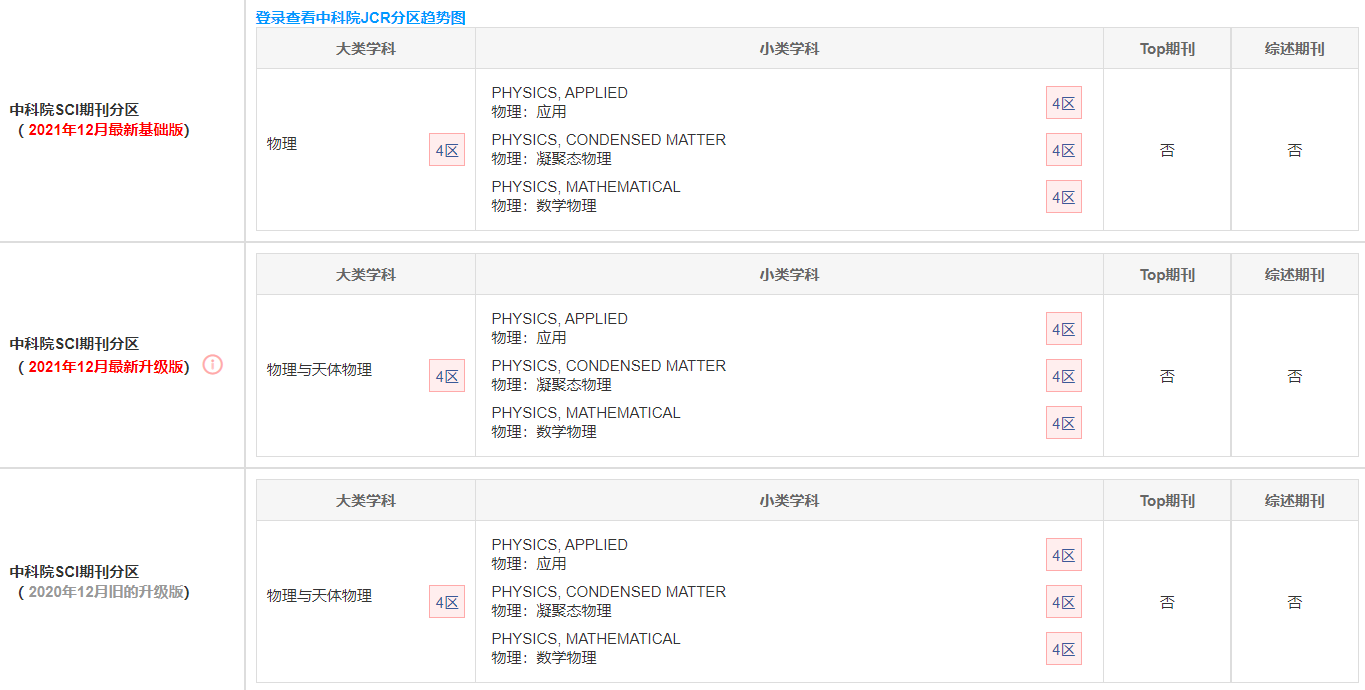 登录查看中科院JCR分区趋势图
大类学科 小类学科 Top期刊 综述期刊
中科院SCI期刊分区
（ 2021年12月最新基础版）
物理 4区
PHYSICS, APPLIED
物理：应用
4区
PHYSICS, CONDENSED MATTER
物理：凝聚态物理
4区
PHYSICS, MATHEMATICAL
物理：数学物理
4区
否 否
大类学科 小类学科 Top期刊 综述期刊
中科院SCI期刊分区
（ 2021年12月最新升级版）
物理与天体物理 4区
PHYSICS, APPLIED
物理：应用
4区
PHYSICS, CONDENSED MATTER
物理：凝聚态物理
4区
PHYSICS, MATHEMATICAL
物理：数学物理
4区
否 否
大类学科 小类学科 Top期刊 综述期刊
中科院SCI期刊分区
（ 2020年12月旧的升级版）
物理与天体物理 4区
PHYSICS, APPLIED
物理：应用
4区
PHYSICS, CONDENSED MATTER
物理：凝聚态物理
4区
PHYSICS, MATHEMATICAL
物理：数学物理
4区
否 否